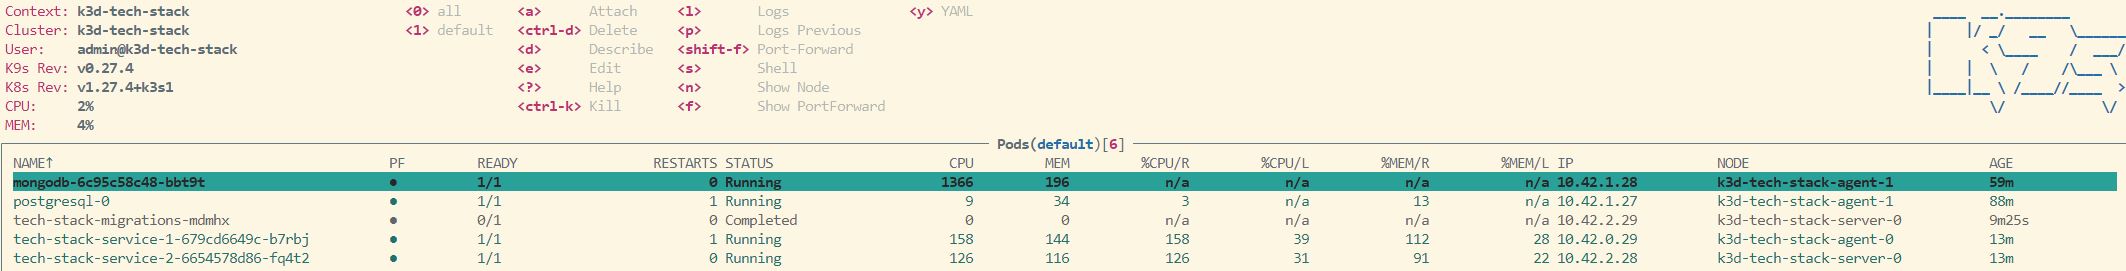 Context: k3d-tech-stack <0> all <a> Attach <l> Logs <y> YAML
Cluster: k3d-tech-stack <1> default <ctrl-d> Delete <p> Logs Previous
User: admin@k3d-tech-stack <d> Describe <shift-f> Port-Forward
K9s Rev: v0.27.4 <e> Edit <s> Shell
K8s Rev: v1.27.4+k3s1 <?> Help <n> Show Node
CPU: 2% <ctrl-k> Kill <f> Show PortForward
MEM: 4%
Pods(default)[6]
NAME↑ PF READY RESTARTS STATUS CPU MEM %CPU/R %CPU/L %MEM/R %MEM/L IP NODE AGE
mongodb-6c95c58c48-bbt9t ● 1/1 0 Running 1366 196 n/a n/a n/a n/a 10.42.1.28 k3d-tech-stack-agent-1 59m
postgresql-0 ● 1/1 1 Running 9 34 3 n/a 13 n/a 10.42.1.27 k3d-tech-stack-agent-1 88m
tech-stack-migrations-mdmhx ● 0/1 0 Completed 0 0 n/a n/a n/a n/a 10.42.2.29 k3d-tech-stack-server-0 9m25s
tech-stack-service-1-679cd6649c-b7rbj ● 1/1 1 Running 158 144 158 39 112 28 10.42.0.29 k3d-tech-stack-agent-0 13m
tech-stack-service-2-6654578d86-fq4t2 ● 1/1 0 Running 126 116 126 31 91 22 10.42.2.28 k3d-tech-stack-server-0 13m